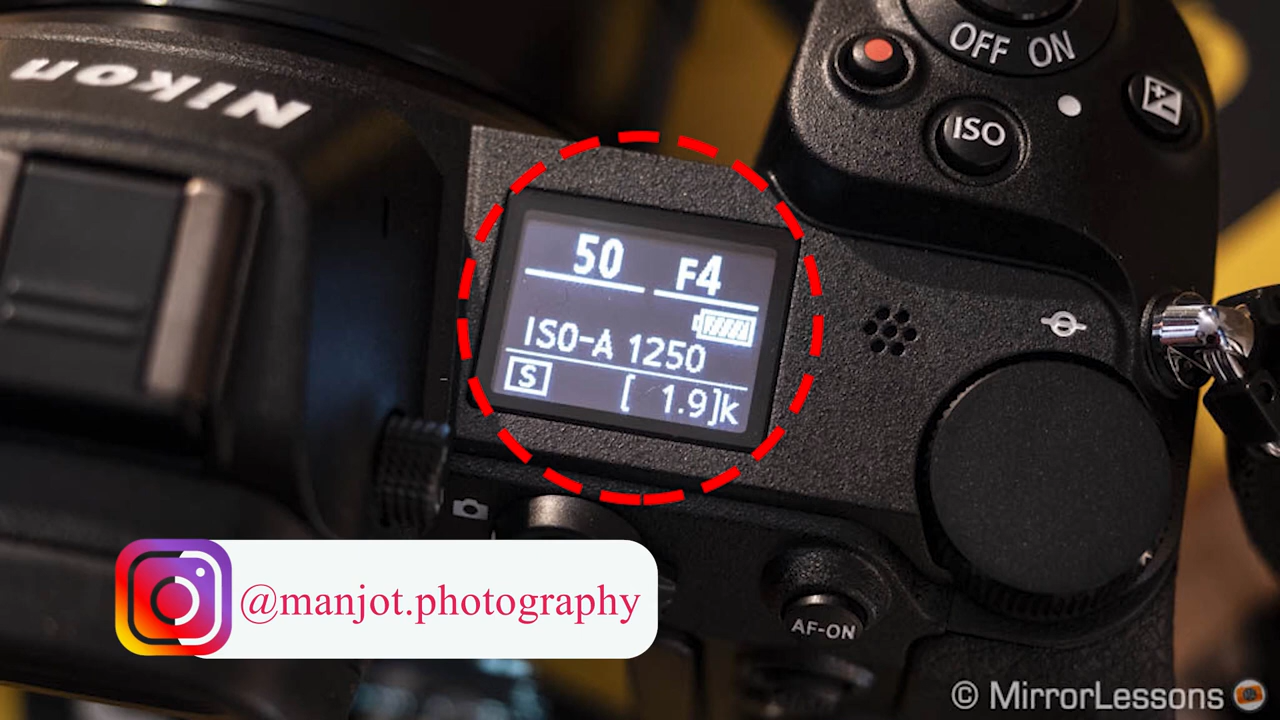 Nikon
OFF ON
ISO
50 F4
ISO-A 1250
S [ 1.9]k
@manjot.photography
AF-ON
© MirrorLessons